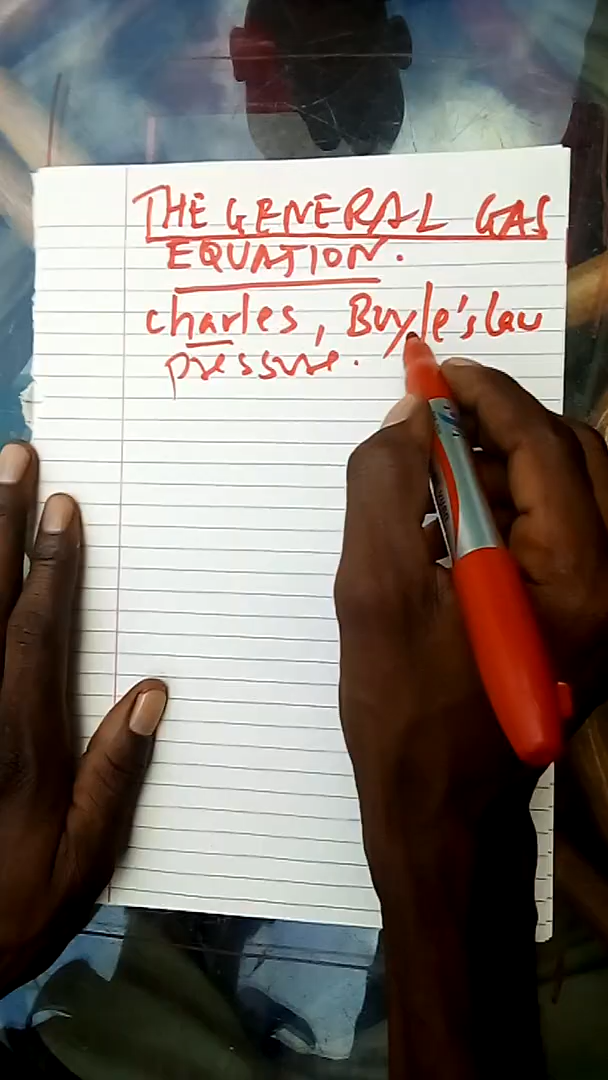 THE GENERAL GAS
EQUATION.
charles, Boyle's law
pressure.